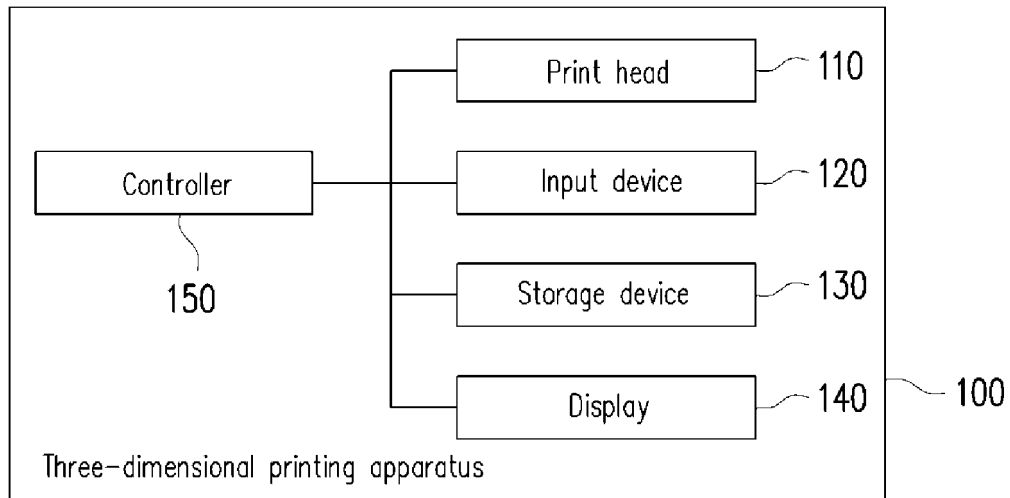 Print head
110
Controller
150
Input device
120
Storage device
130
Display
140
100
Three-dimensional printing apparatus